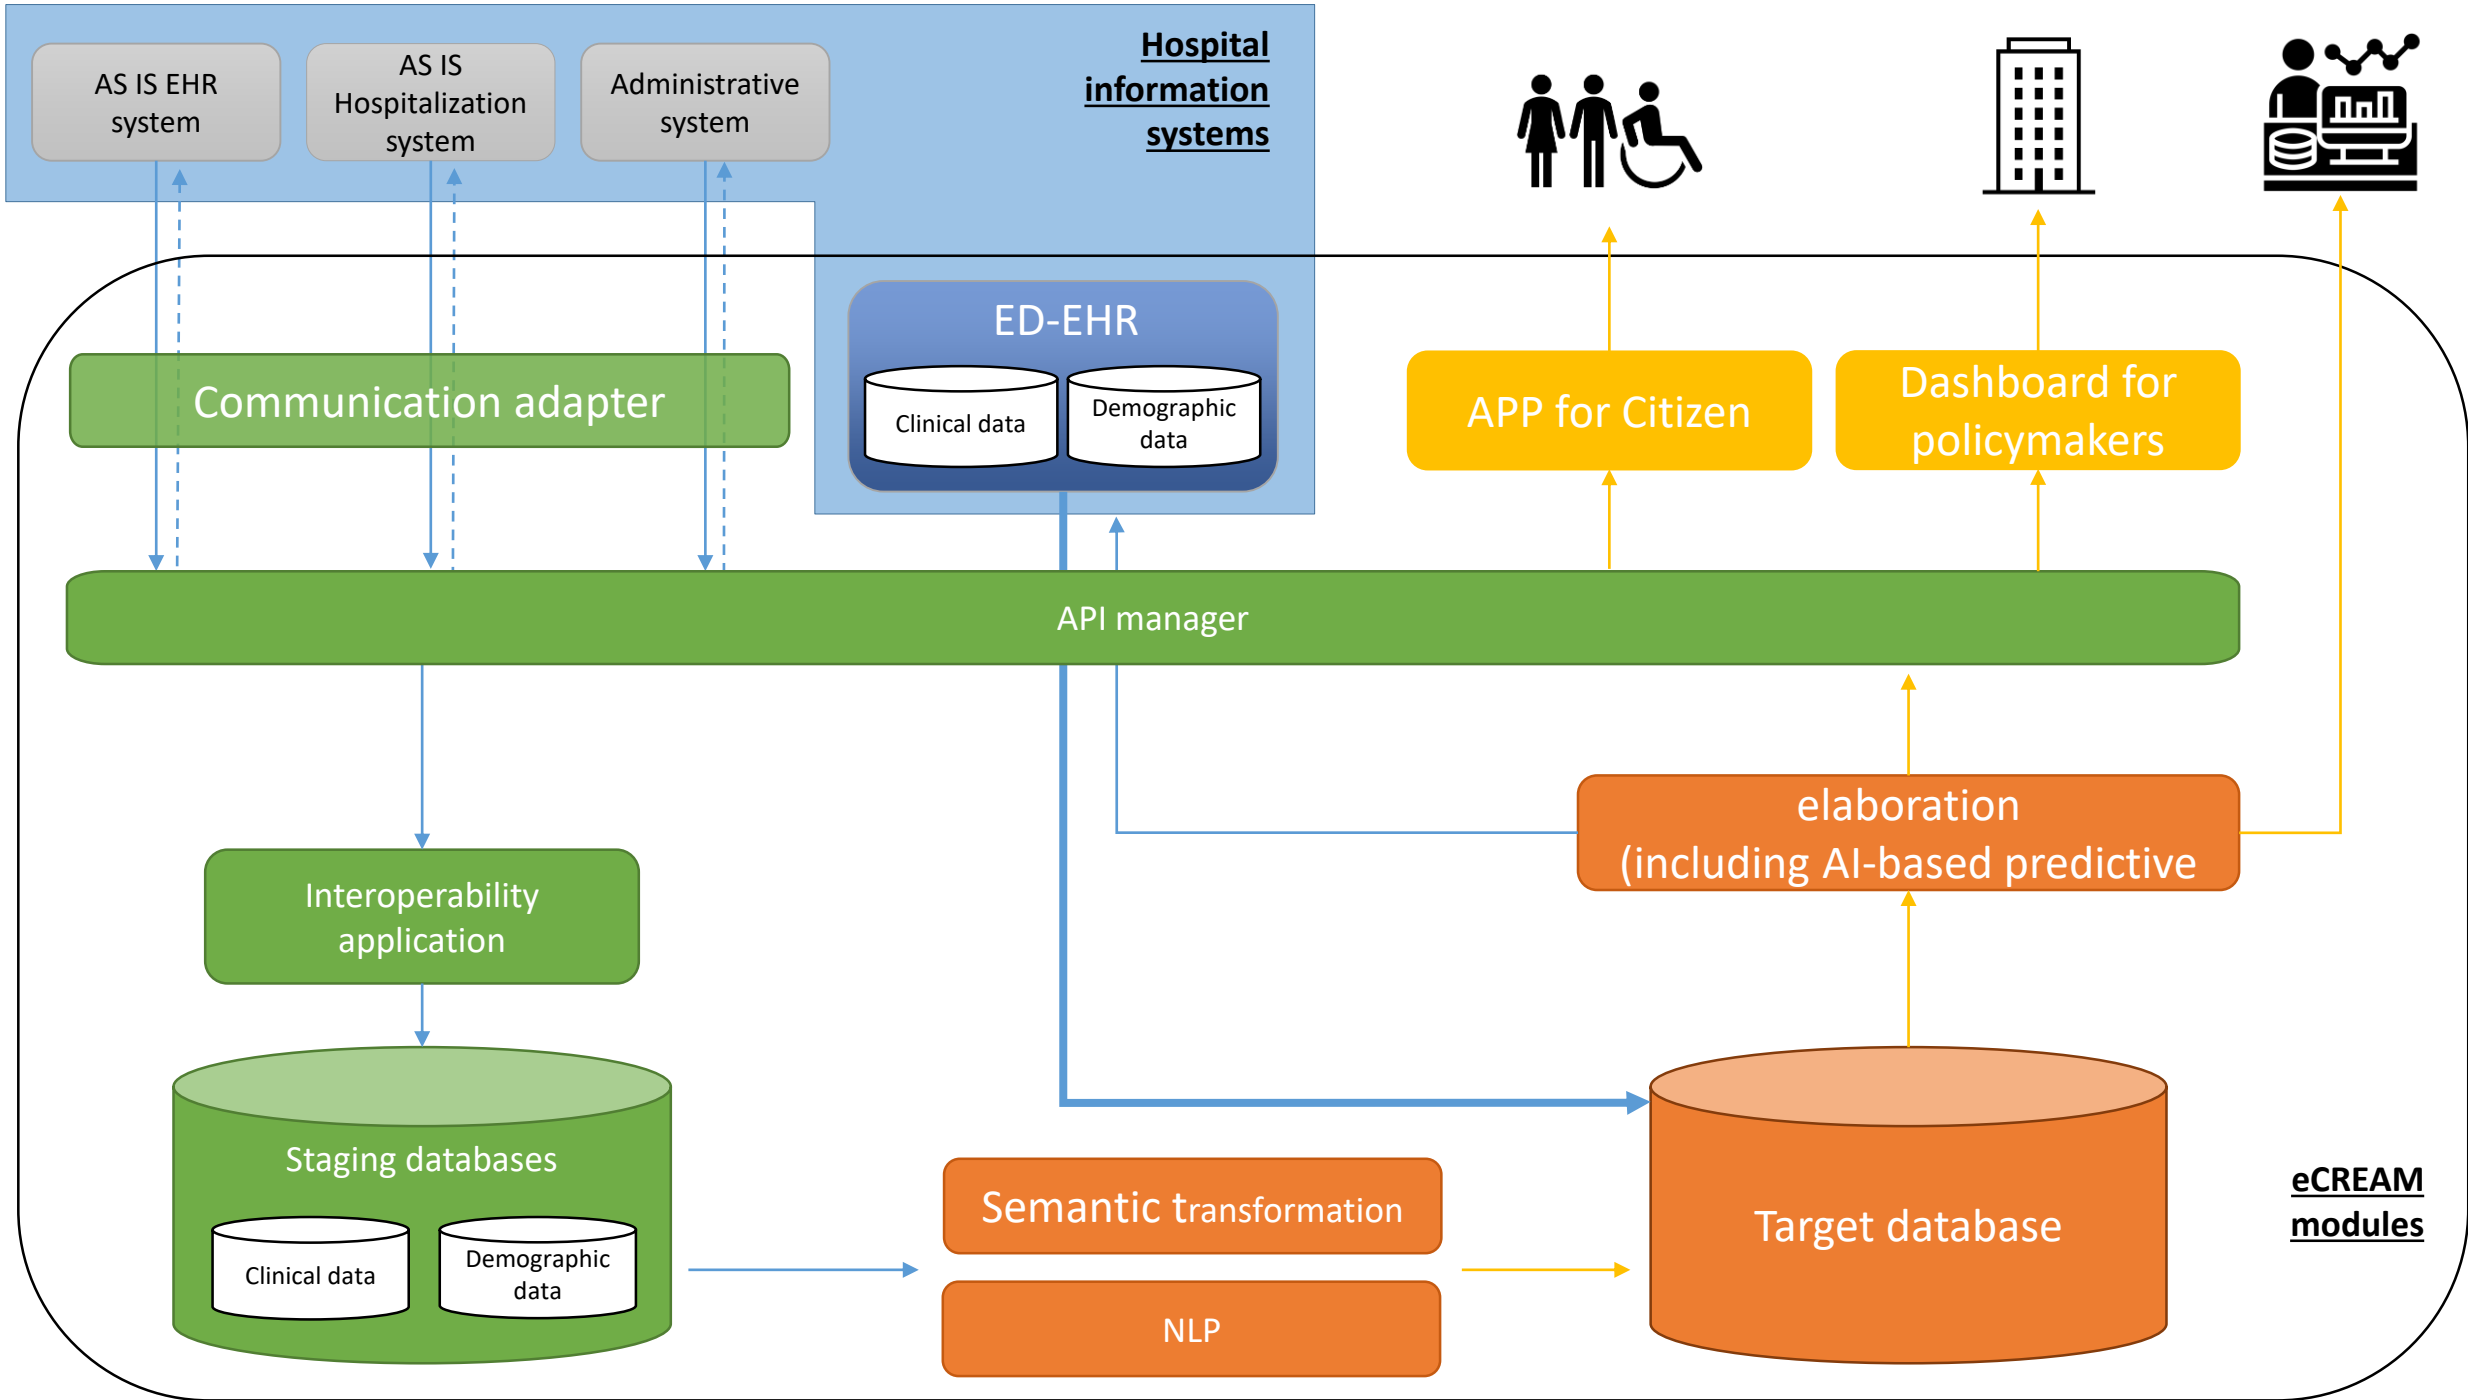 AS IS EHR
system
AS IS
Hospitalization
system
Administrative
system
Hospital
information
systems
ED-EHR
Clinical data
Demographic
data
Communication adapter
APP for Citizen
Dashboard for
policymakers
API manager
elaboration
(including AI-based predictive
Interoperability
application
Staging databases
Clinical data
Demographic
data
Semantic transformation
NLP
Target database
eCREAM
modules